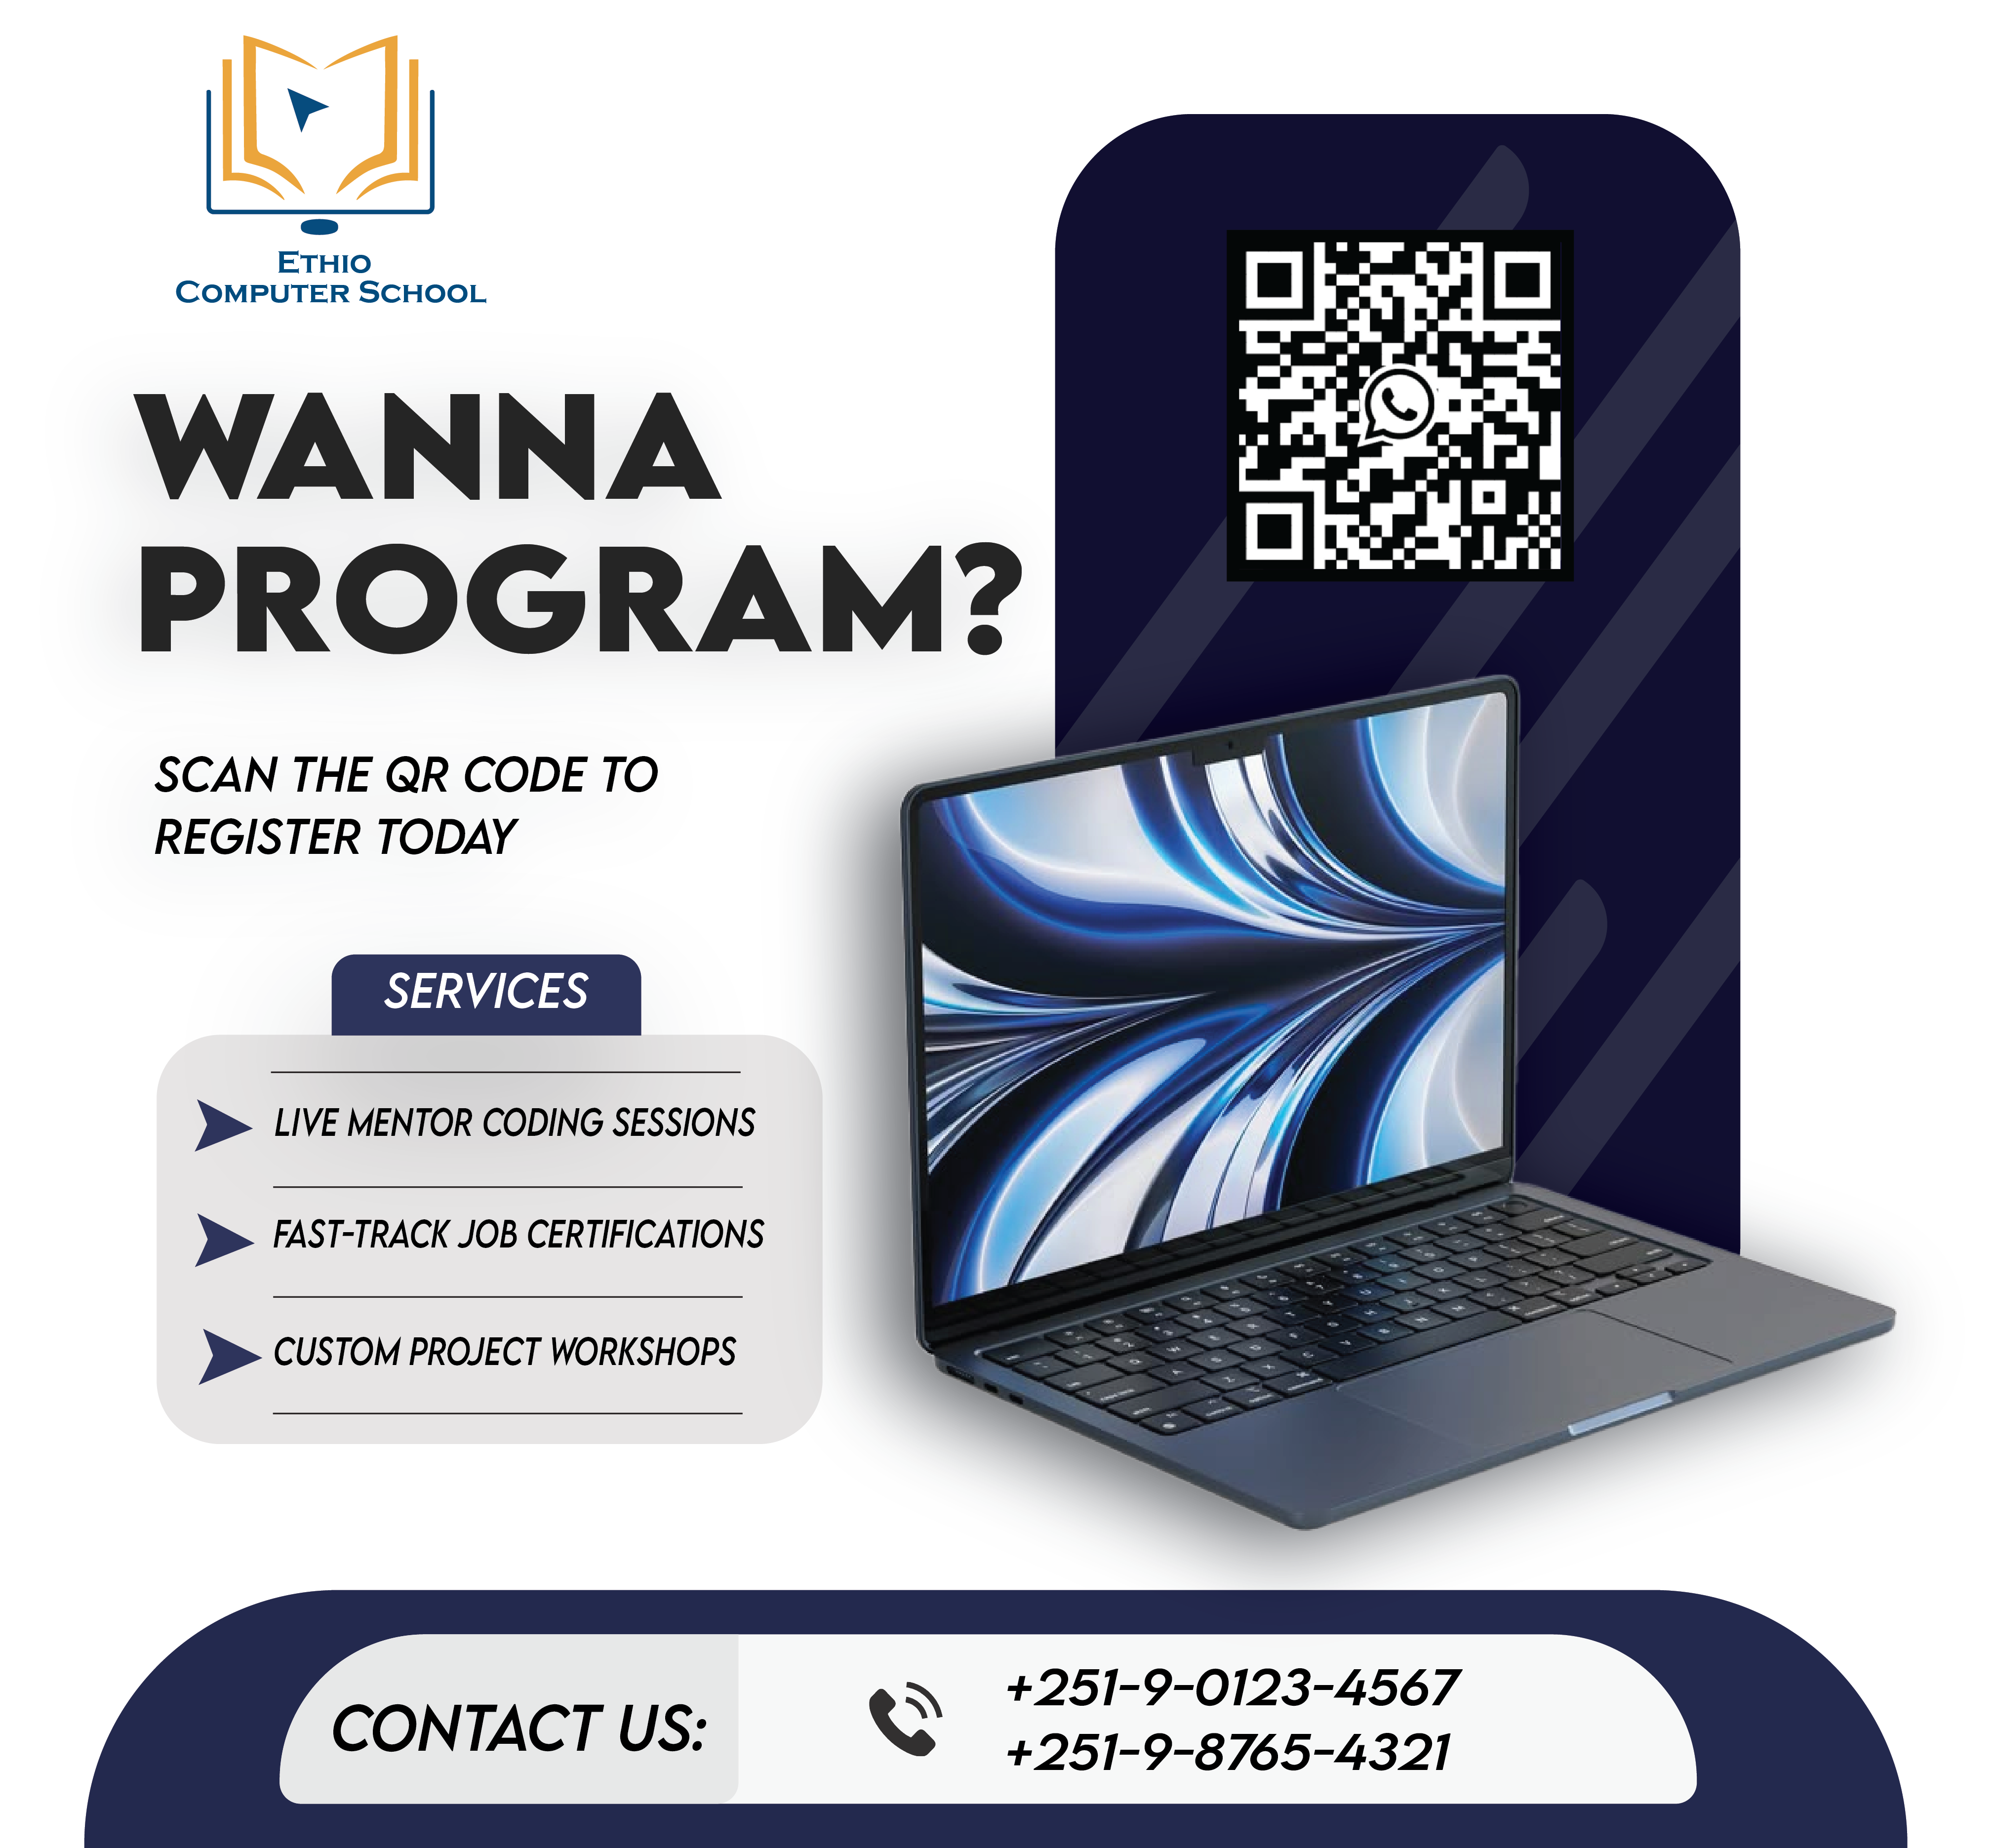 ETHIO
COMPUTER SCHOOL
WANNA
PROGRAM?
SCAN THE QR CODE TO
REGISTER TODAY
SERVICES
LIVE MENTOR CODING SESSIONS
FAST-TRACK JOB CERTIFICATIONS
CUSTOM PROJECT WORKSHOPS
CONTACT US:
+251-9-0123-4567
+251-9-8765-4321